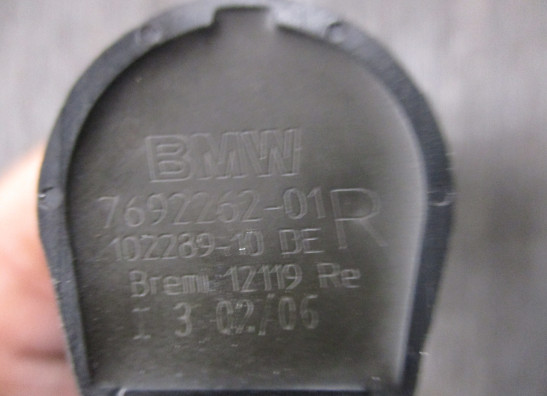 BMW
7692262-01 R
102289-10 DE
Bremi 12119 Re
I 3 02/06